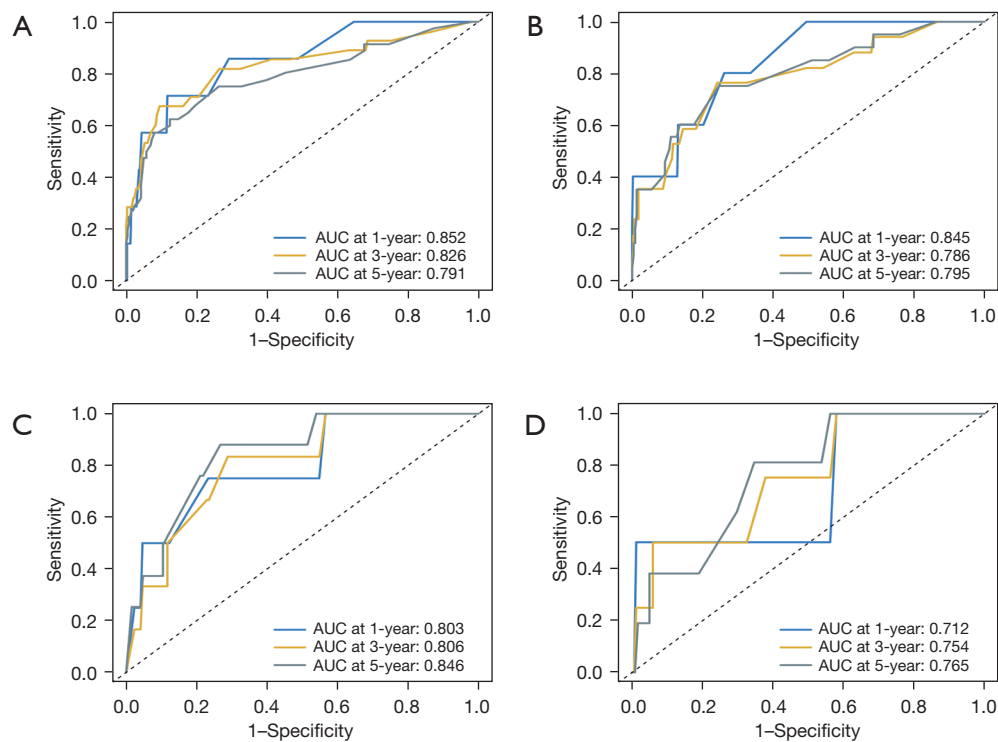 A
1.0
0.8
0.6
0.4
0.2
0.0
Sensitivity
AUC at 1-year: 0.852
AUC at 3-year: 0.826
AUC at 5-year: 0.791
0.0 0.2 0.4 0.6 0.8 1.0
1–Specificity
B
1.0
0.8
0.6
0.4
0.2
0.0
Sensitivity
AUC at 1-year: 0.845
AUC at 3-year: 0.786
AUC at 5-year: 0.795
0.0 0.2 0.4 0.6 0.8 1.0
1–Specificity
C
1.0
0.8
0.6
0.4
0.2
0.0
Sensitivity
AUC at 1-year: 0.803
AUC at 3-year: 0.806
AUC at 5-year: 0.846
0.0 0.2 0.4 0.6 0.8 1.0
1–Specificity
D
1.0
0.8
0.6
0.4
0.2
0.0
Sensitivity
AUC at 1-year: 0.712
AUC at 3-year: 0.754
AUC at 5-year: 0.765
0.0 0.2 0.4 0.6 0.8 1.0
1–Specificity